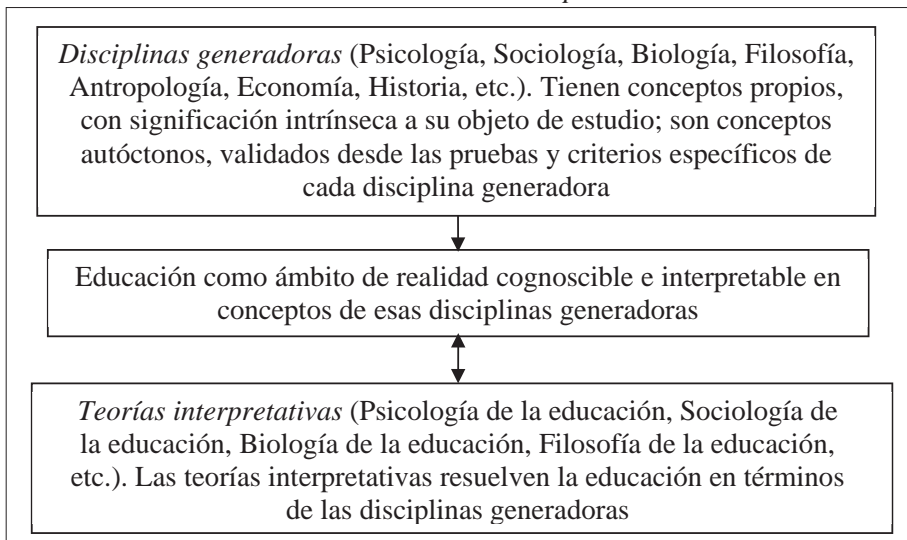 Disciplinas generadoras (Psicología, Sociología, Biología, Filosofía,
Antropología, Economía, Historia, etc.). Tienen conceptos propios,
con significación intrínseca a su objeto de estudio; son conceptos
autóctonos, validados desde las pruebas y criterios específicos de
cada disciplina generadora
Educación como ámbito de realidad cognoscible e interpretable en
conceptos de esas disciplinas generadoras
Teorías interpretativas (Psicología de la educación, Sociología de
la educación, Biología de la educación, Filosofía de la educación,
etc.). Las teorías interpretativas resuelven la educación en términos
de las disciplinas generadoras